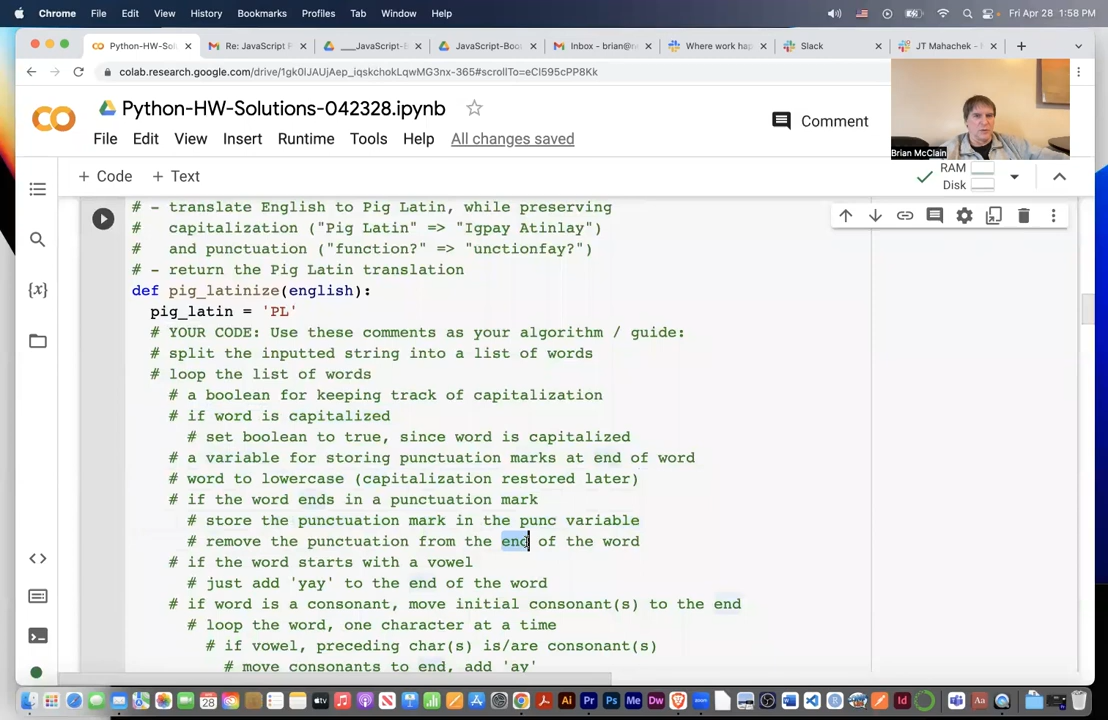 Chrome File Edit View History Bookmarks Profiles Tab Window Help Fri Apr 28 1:58 PM
Python-HW-Solu Re: JavaScript F ___JavaScript-E JavaScript-Boo Inbox - brian@n Where work hap Slack JT Mahachek -
colab.research.google.com/drive/1gk0lJAUjAep_iqskchokLqwMG3nx-365#scrollTo=eCl595cPP8Kk
Python-HW-Solutions-042328.ipynb
File Edit View Insert Runtime Tools Help All changes saved
Comment
Brian McClain
+ Code + Text
RAM
Disk
# - translate English to Pig Latin, while preserving
# capitalization ("Pig Latin" => "Igpay Atinlay")
# and punctuation ("function?" => "unctionfay?")
# - return the Pig Latin translation
def pig_latinize(english):
pig_latin = 'PL'
# YOUR CODE: Use these comments as your algorithm / guide:
# split the inputted string into a list of words
# loop the list of words
# a boolean for keeping track of capitalization
# if word is capitalized
# set boolean to true, since word is capitalized
# a variable for storing punctuation marks at end of word
# word to lowercase (capitalization restored later)
# if the word ends in a punctuation mark
# store the punctuation mark in the punc variable
# remove the punctuation from the end of the word
# if the word starts with a vowel
# just add 'yay' to the end of the word
# if word is a consonant, move initial consonant(s) to the end
# loop the word, one character at a time
# if vowel, preceding char(s) is/are consonant(s)
# move consonants to end, add 'ay'